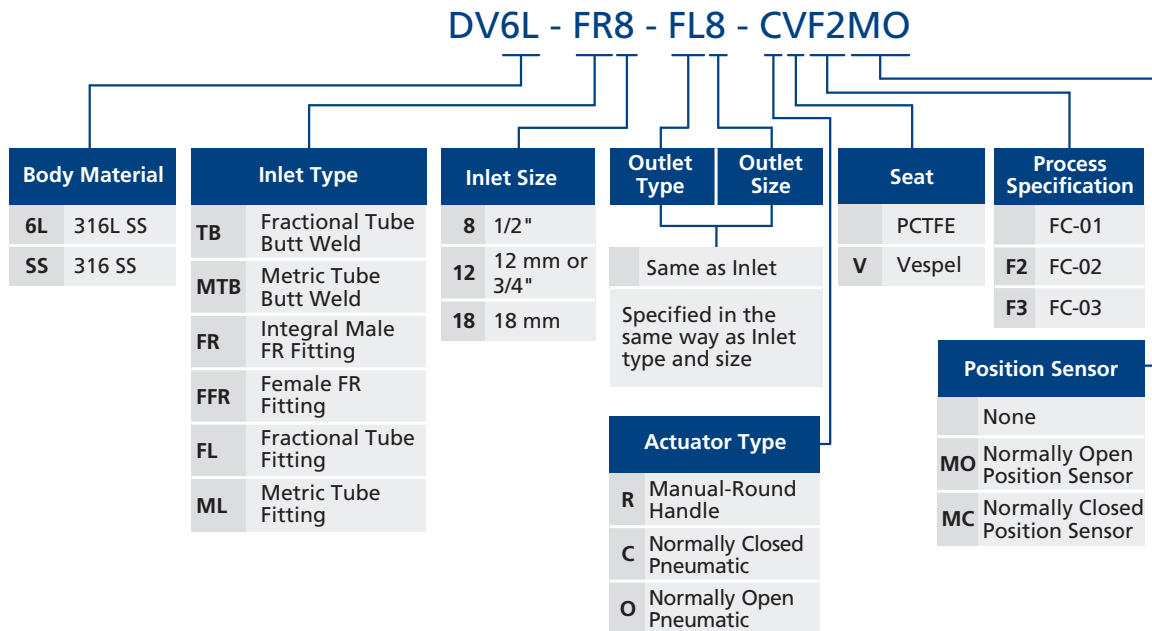 DV6L - FR8 - FL8 - CVF2MO
Body Material
6L 316L SS
SS 316 SS
Inlet Type
TB Fractional Tube
Butt Weld
MTB Metric Tube
Butt Weld
FR Integral Male
FR Fitting
FFR Female FR
Fitting
FL Fractional Tube
Fitting
ML Metric Tube
Fitting
Inlet Size
8 1/2"
12 12 mm or
3/4"
18 18 mm
Outlet
Type
Outlet
Size
Same as Inlet
Specified in the
same way as Inlet
type and size
Actuator Type
R Manual-Round
Handle
C Normally Closed
Pneumatic
O Normally Open
Pneumatic
Seat
PCTFE
V Vespel
Process
Specification
FC-01
F2 FC-02
F3 FC-03
Position Sensor
None
MO Normally Open
Position Sensor
MC Normally Closed
Position Sensor